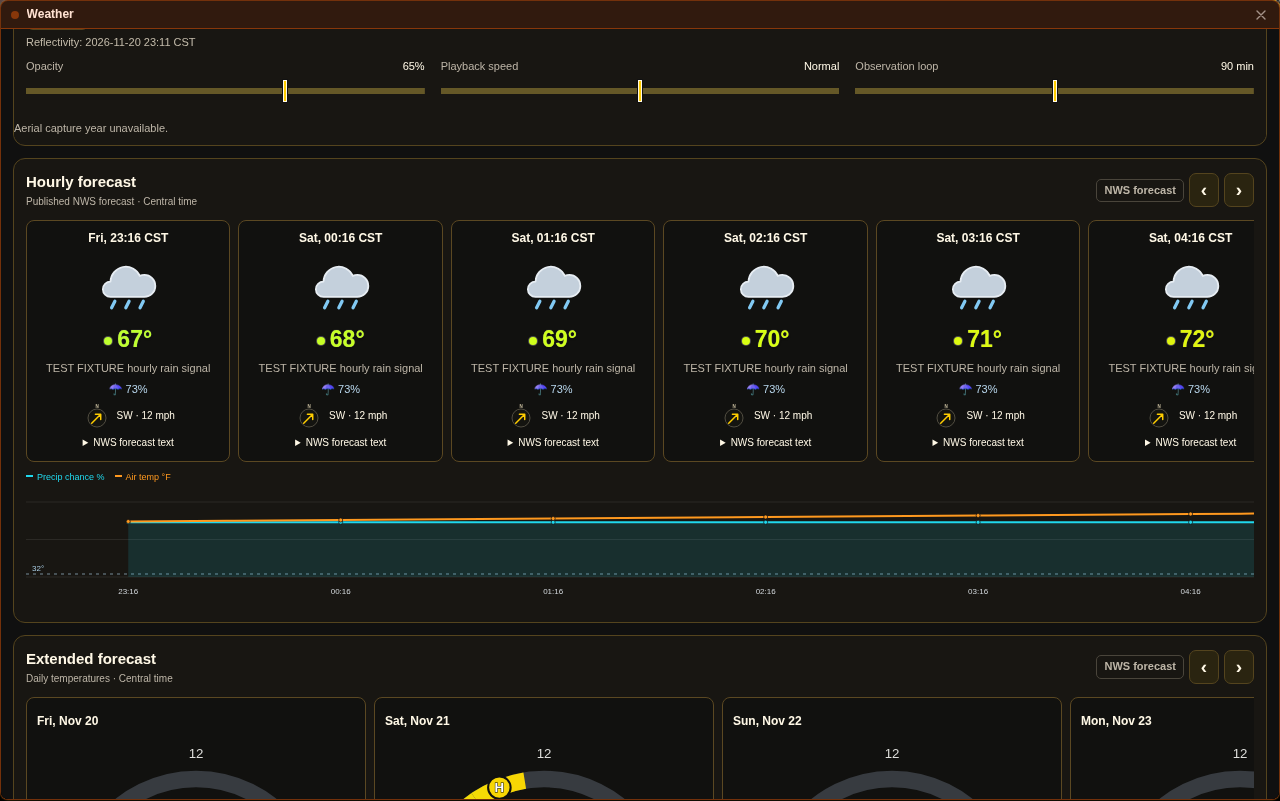 Weather
Reflectivity: 2026-11-20 23:11 CST
Opacity 65% Playback speed Normal Observation loop 90 min
Aerial capture year unavailable.
Hourly forecast
Published NWS forecast · Central time
NWS forecast ‹ ›
Fri, 23:16 CST Sat, 00:16 CST Sat, 01:16 CST Sat, 02:16 CST Sat, 03:16 CST Sat, 04:16 CST
67° 68° 69° 70° 71° 72°
TEST FIXTURE hourly rain signal TEST FIXTURE hourly rain signal TEST FIXTURE hourly rain signal TEST FIXTURE hourly rain signal TEST FIXTURE hourly rain signal TEST FIXTURE hourly rain sig
73% 73% 73% 73% 73% 73%
N N N N N N
SW · 12 mph SW · 12 mph SW · 12 mph SW · 12 mph SW · 12 mph SW · 12 mph
NWS forecast text NWS forecast text NWS forecast text NWS forecast text NWS forecast text NWS forecast text
Precip chance % Air temp °F
32°
23:16 00:16 01:16 02:16 03:16 04:16
Extended forecast
Daily temperatures · Central time
NWS forecast ‹ ›
Fri, Nov 20 Sat, Nov 21 Sun, Nov 22 Mon, Nov 23
12 12 12 12
H